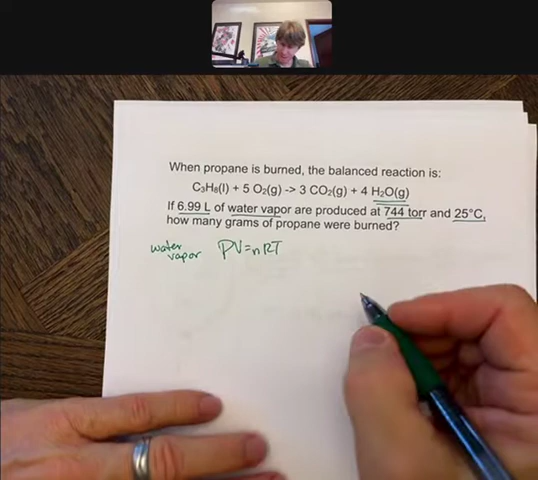 When propane is burned, the balanced reaction is:
C₃H₈(l) + 5 O₂(g) -> 3 CO₂(g) + 4 H₂O(g)
If 6.99 L of water vapor are produced at 744 torr and 25°C,
how many grams of propane were burned?
water
vapor PV=nRT